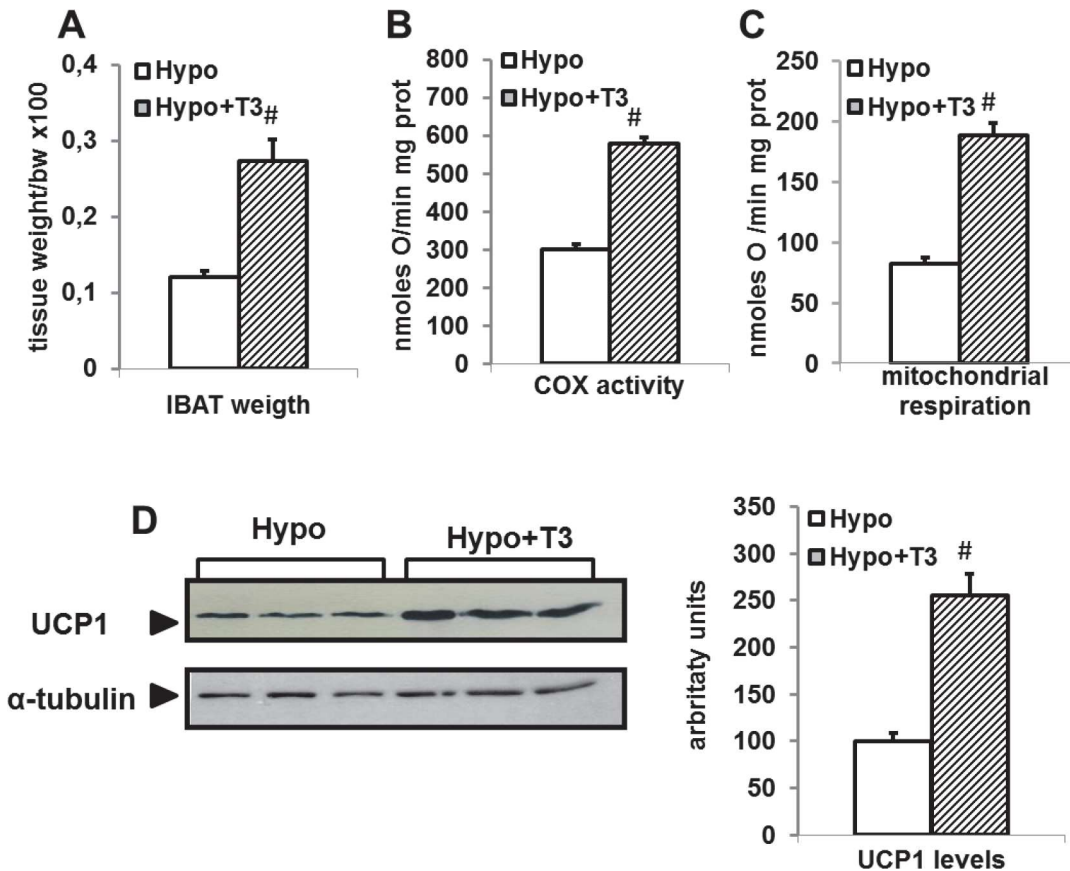 A
tissue weight/bw x100
0,4
0,3
0,2
0,1
0
Hypo
Hypo+T3
#
IBAT weigth
B
nmoles O/min mg prot
800
700
600
500
400
300
200
100
0
Hypo
Hypo+T3
#
COX activity
C
nmoles O /min mg prot
250
200
150
100
50
0
Hypo
Hypo+T3
#
mitochondrial
respiration
D
Hypo
Hypo+T3
UCP1
α-tubulin
arbritaty units
350
300
250
200
150
100
50
0
Hypo
Hypo+T3
#
UCP1 levels